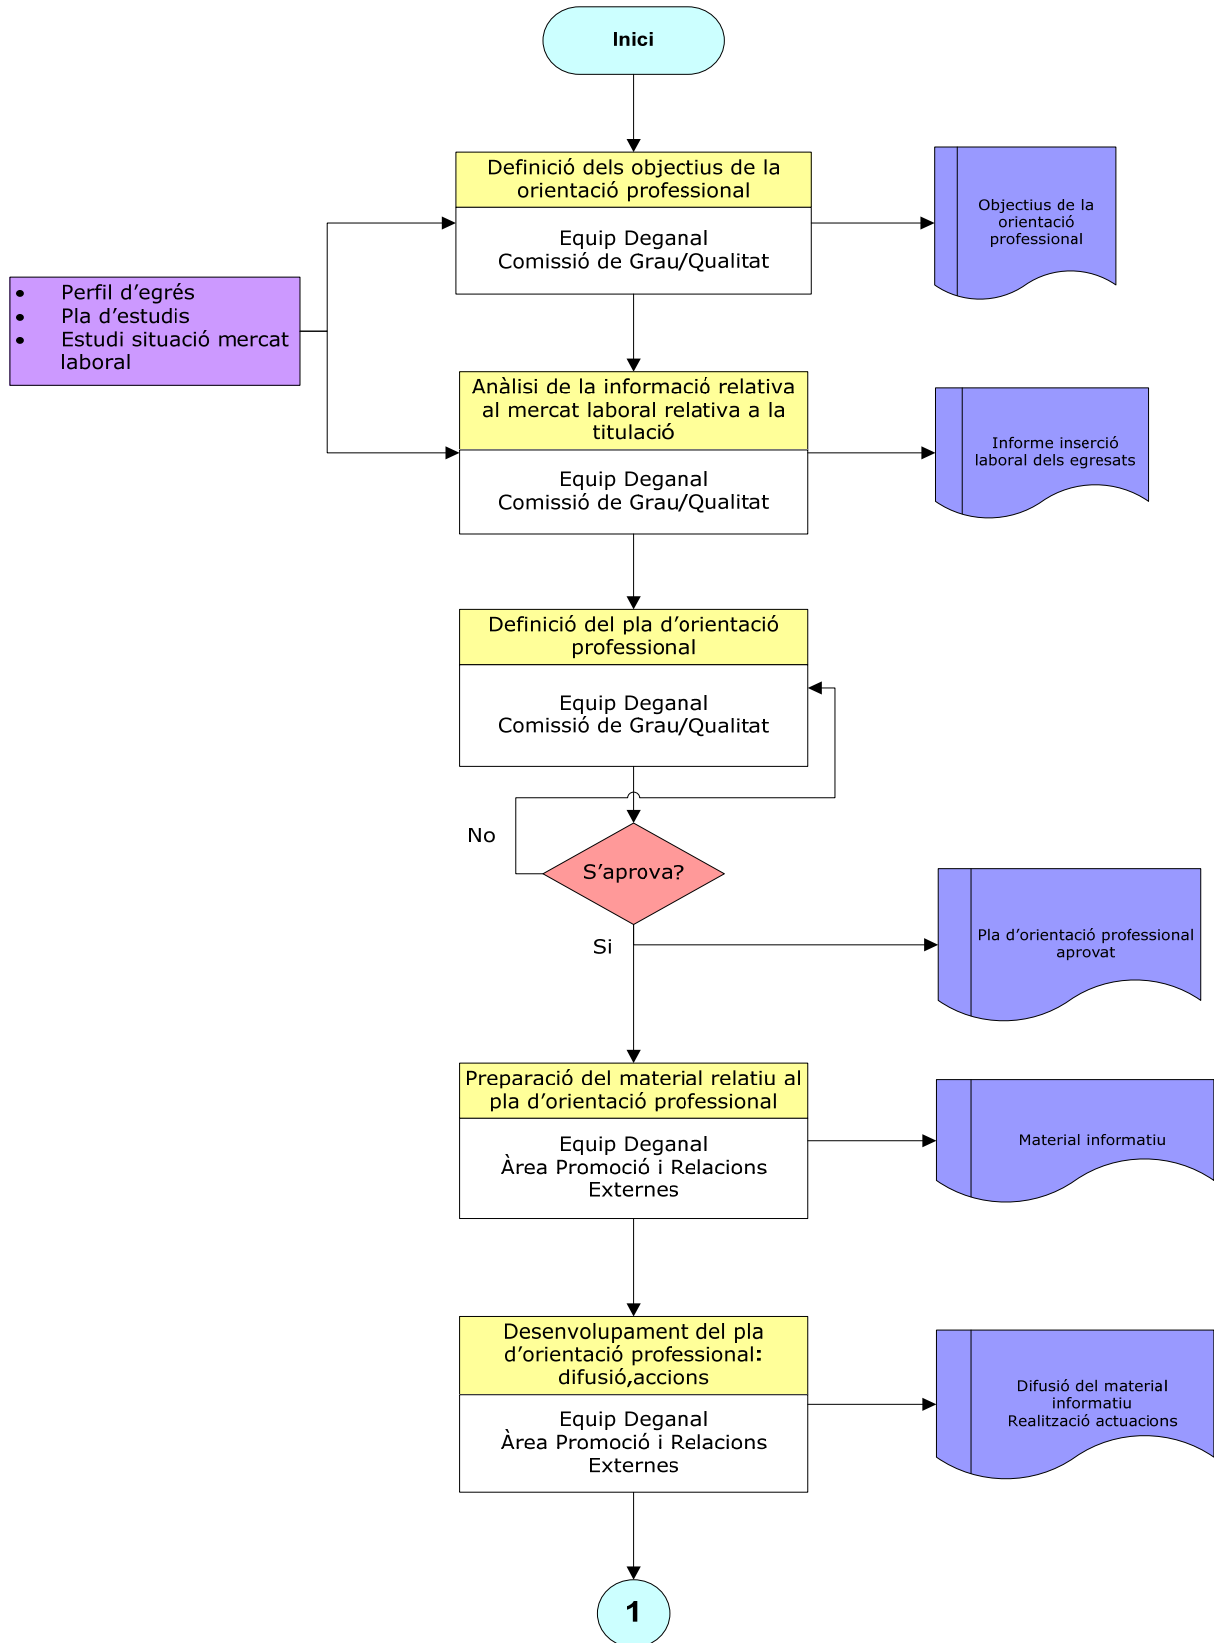 Inici
Definició dels objectius de la
orientació professional
Equip Deganal
Comissió de Grau/Qualitat
Objectius de la
orientació
professional
• Perfil d’egrés
• Pla d’estudis
• Estudi situació mercat
laboral
Anàlisi de la informació relativa
al mercat laboral relativa a la
titulació
Equip Deganal
Comissió de Grau/Qualitat
Informe inserció
laboral dels egresats
Definició del pla d’orientació
professional
Equip Deganal
Comissió de Grau/Qualitat
No
S’aprova?
Si
Pla d’orientació professional
aprovat
Preparació del material relatiu al
pla d’orientació professional
Equip Deganal
Àrea Promoció i Relacions
Externes
Material informatiu
Desenvolupament del pla
d’orientació professional:
difusió,accions
Equip Deganal
Àrea Promoció i Relacions
Externes
Difusió del material
informatiu
Realització actuacions
1